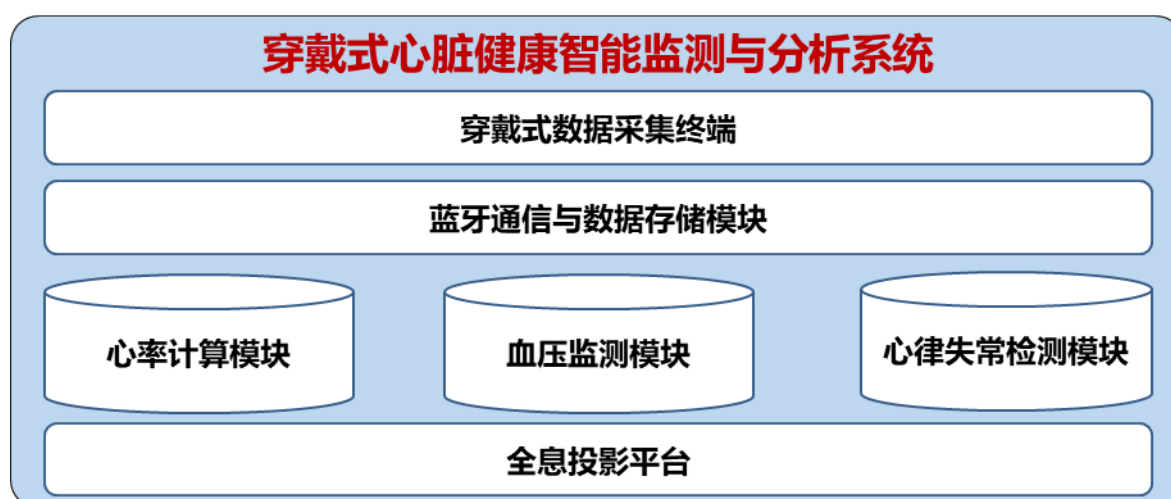 穿戴式心脏健康智能监测与分析系统
穿戴式数据采集终端
蓝牙通信与数据存储模块
心率计算模块
血压监测模块
心律失常检测模块
全息投影平台